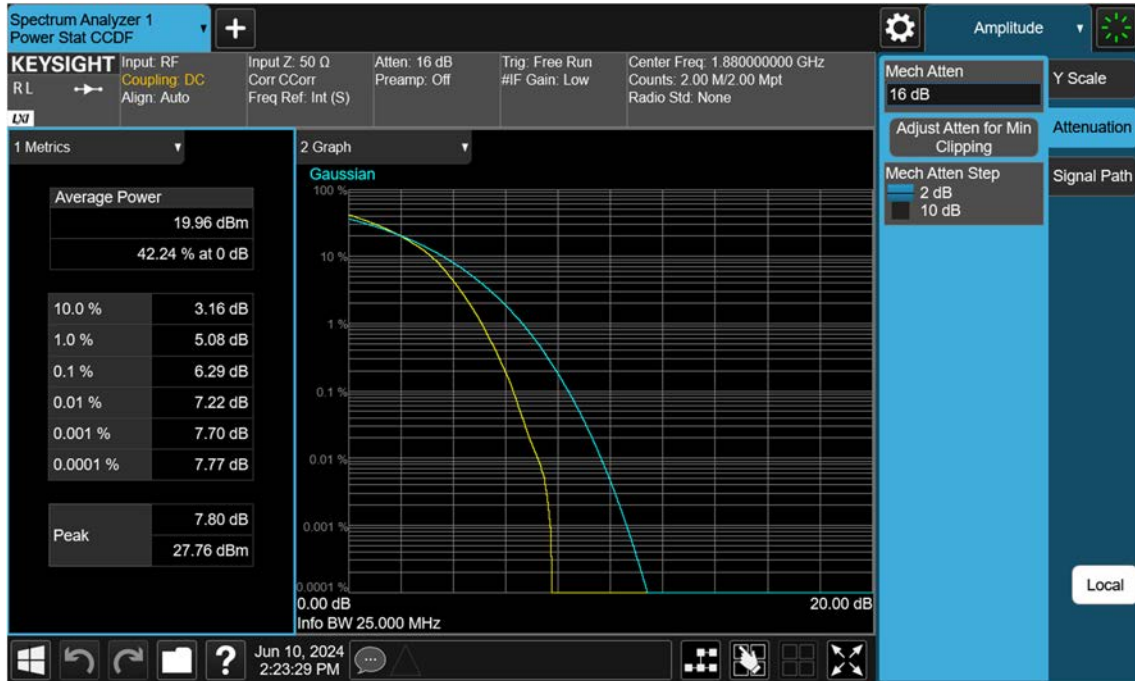 Spectrum Analyzer 1
Power Stat CCDF
Amplitude
KEYSIGHT
R L
LXI
Input: RF
Coupling: DC
Align: Auto
Input Z: 50 Ω
Corr CCorr
Freq Ref: Int (S)
Atten: 16 dB
Preamp: Off
Trig: Free Run
#IF Gain: Low
Center Freq: 1.880000000 GHz
Counts: 2.00 M/2.00 Mpt
Radio Std: None
Mech Atten
16 dB
Adjust Atten for Min
Clipping
Mech Atten Step
2 dB
10 dB
Y Scale
Attenuation
Signal Path
1 Metrics
Average Power
19.96 dBm
42.24 % at 0 dB
10.0 % 3.16 dB
1.0 % 5.08 dB
0.1 % 6.29 dB
0.01 % 7.22 dB
0.001 % 7.70 dB
0.0001 % 7.77 dB
Peak
7.80 dB
27.76 dBm
2 Graph
Gaussian
100 %
10 %
1 %
0.1 %
0.01 %
0.001 %
0.0001 %
0.00 dB 20.00 dB
Info BW 25.000 MHz
Local
?
Jun 10, 2024
2:23:29 PM